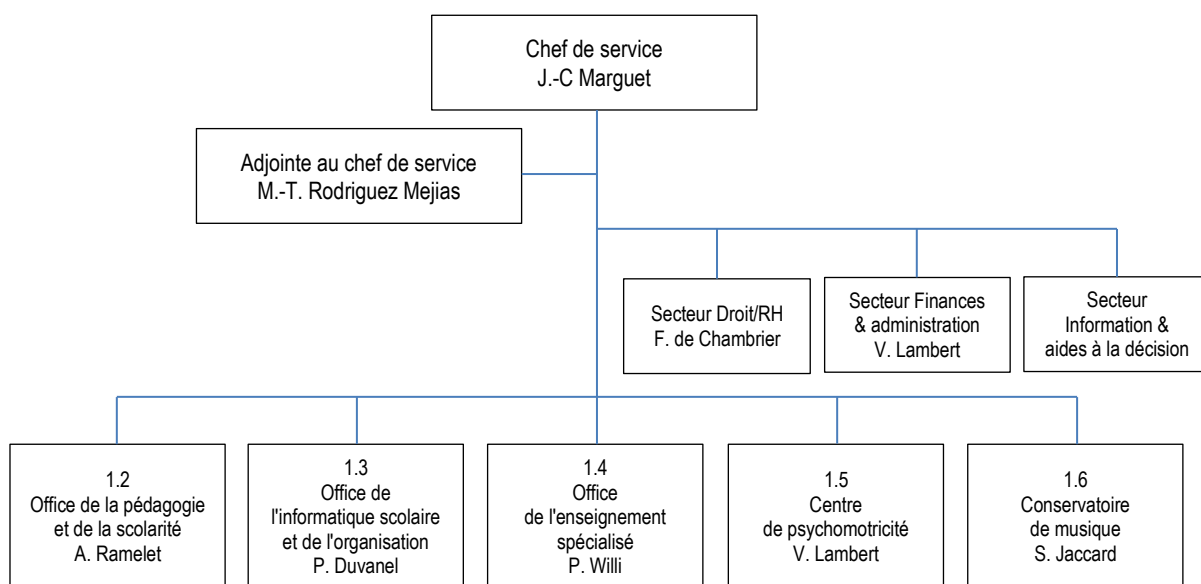 Chef de service
J.-C Marguet
Adjointe au chef de service
M.-T. Rodriguez Mejias
Secteur Droit/RH
F. de Chambrier
Secteur Finances
& administration
V. Lambert
Secteur
Information &
aides à la décision
1.2
Office de la pédagogie
et de la scolarité
A. Ramelet
1.3
Office de
l'informatique scolaire
et de l'organisation
P. Duvanel
1.4
Office
de l'enseignement
spécialisé
P. Willi
1.5
Centre
de psychomotricité
V. Lambert
1.6
Conservatoire
de musique
S. Jaccard